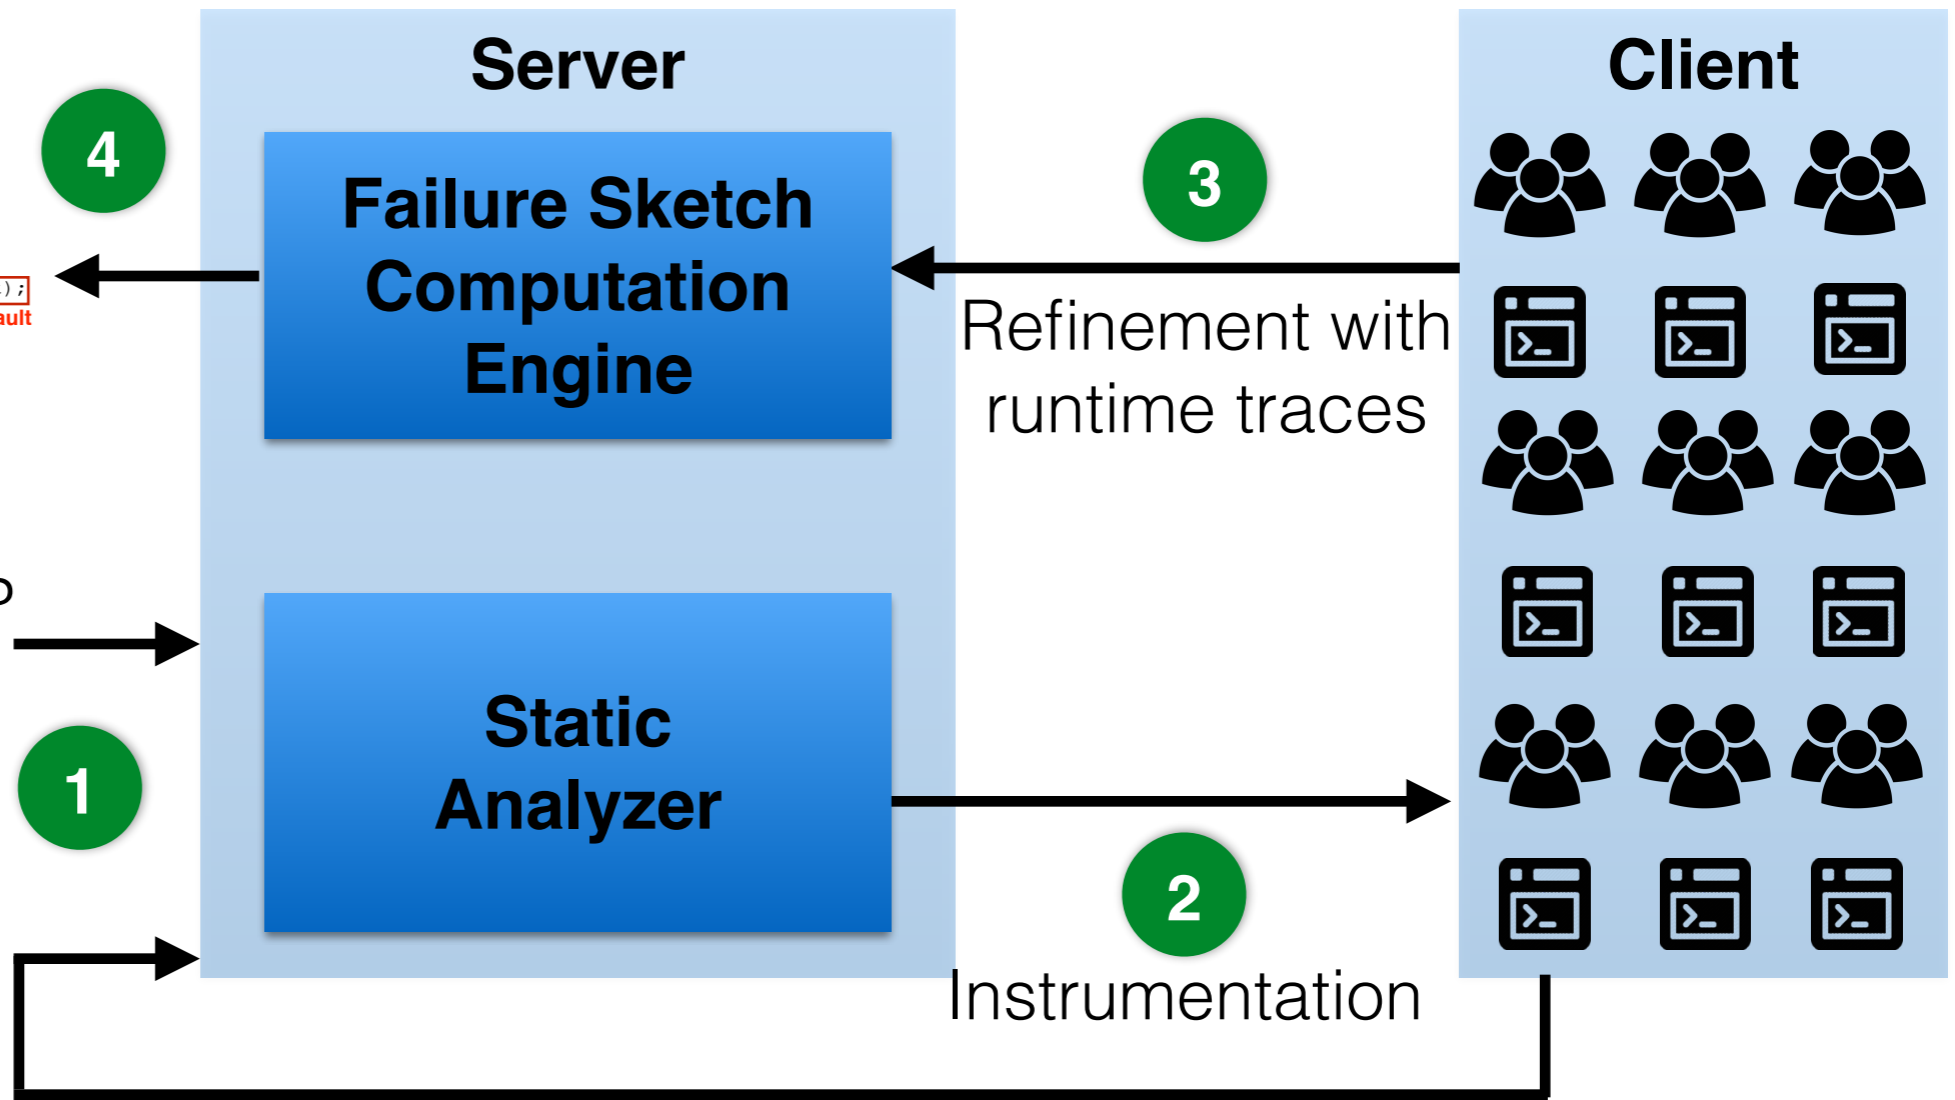 Server
Client
4
3
Failure Sketch
Computation
Engine
);
Refinement with
runtime traces
Static
Analyzer
1
2
Instrumentation